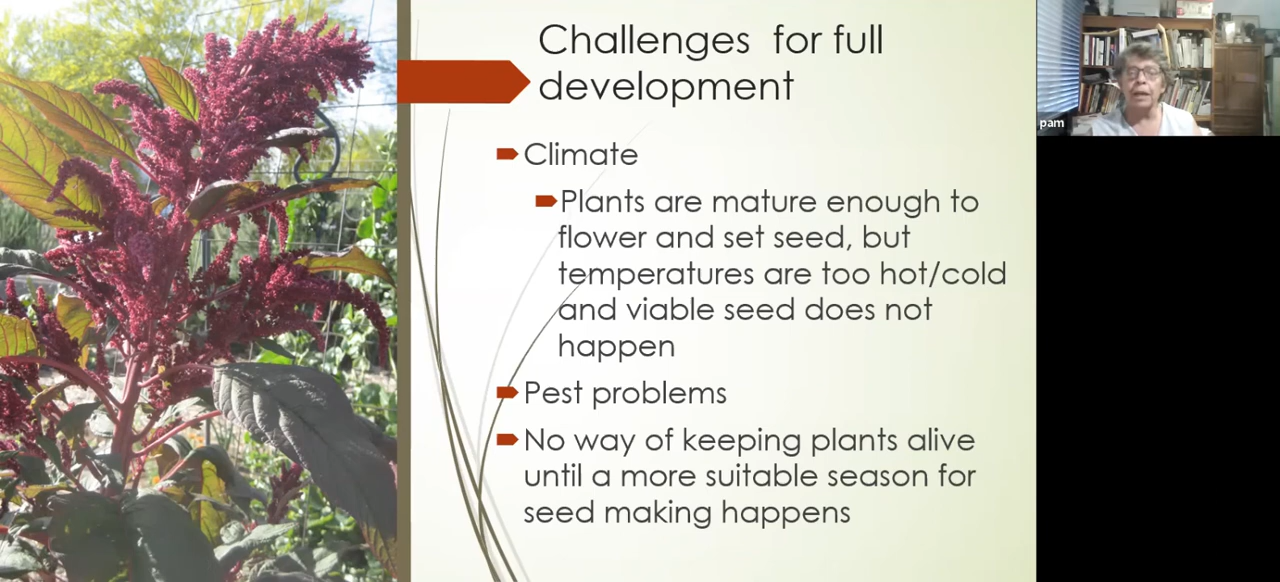 Challenges for full
development
Climate
Plants are mature enough to
flower and set seed, but
temperatures are too hot/cold
and viable seed does not
happen
Pest problems
No way of keeping plants alive
until a more suitable season for
seed making happens
pam